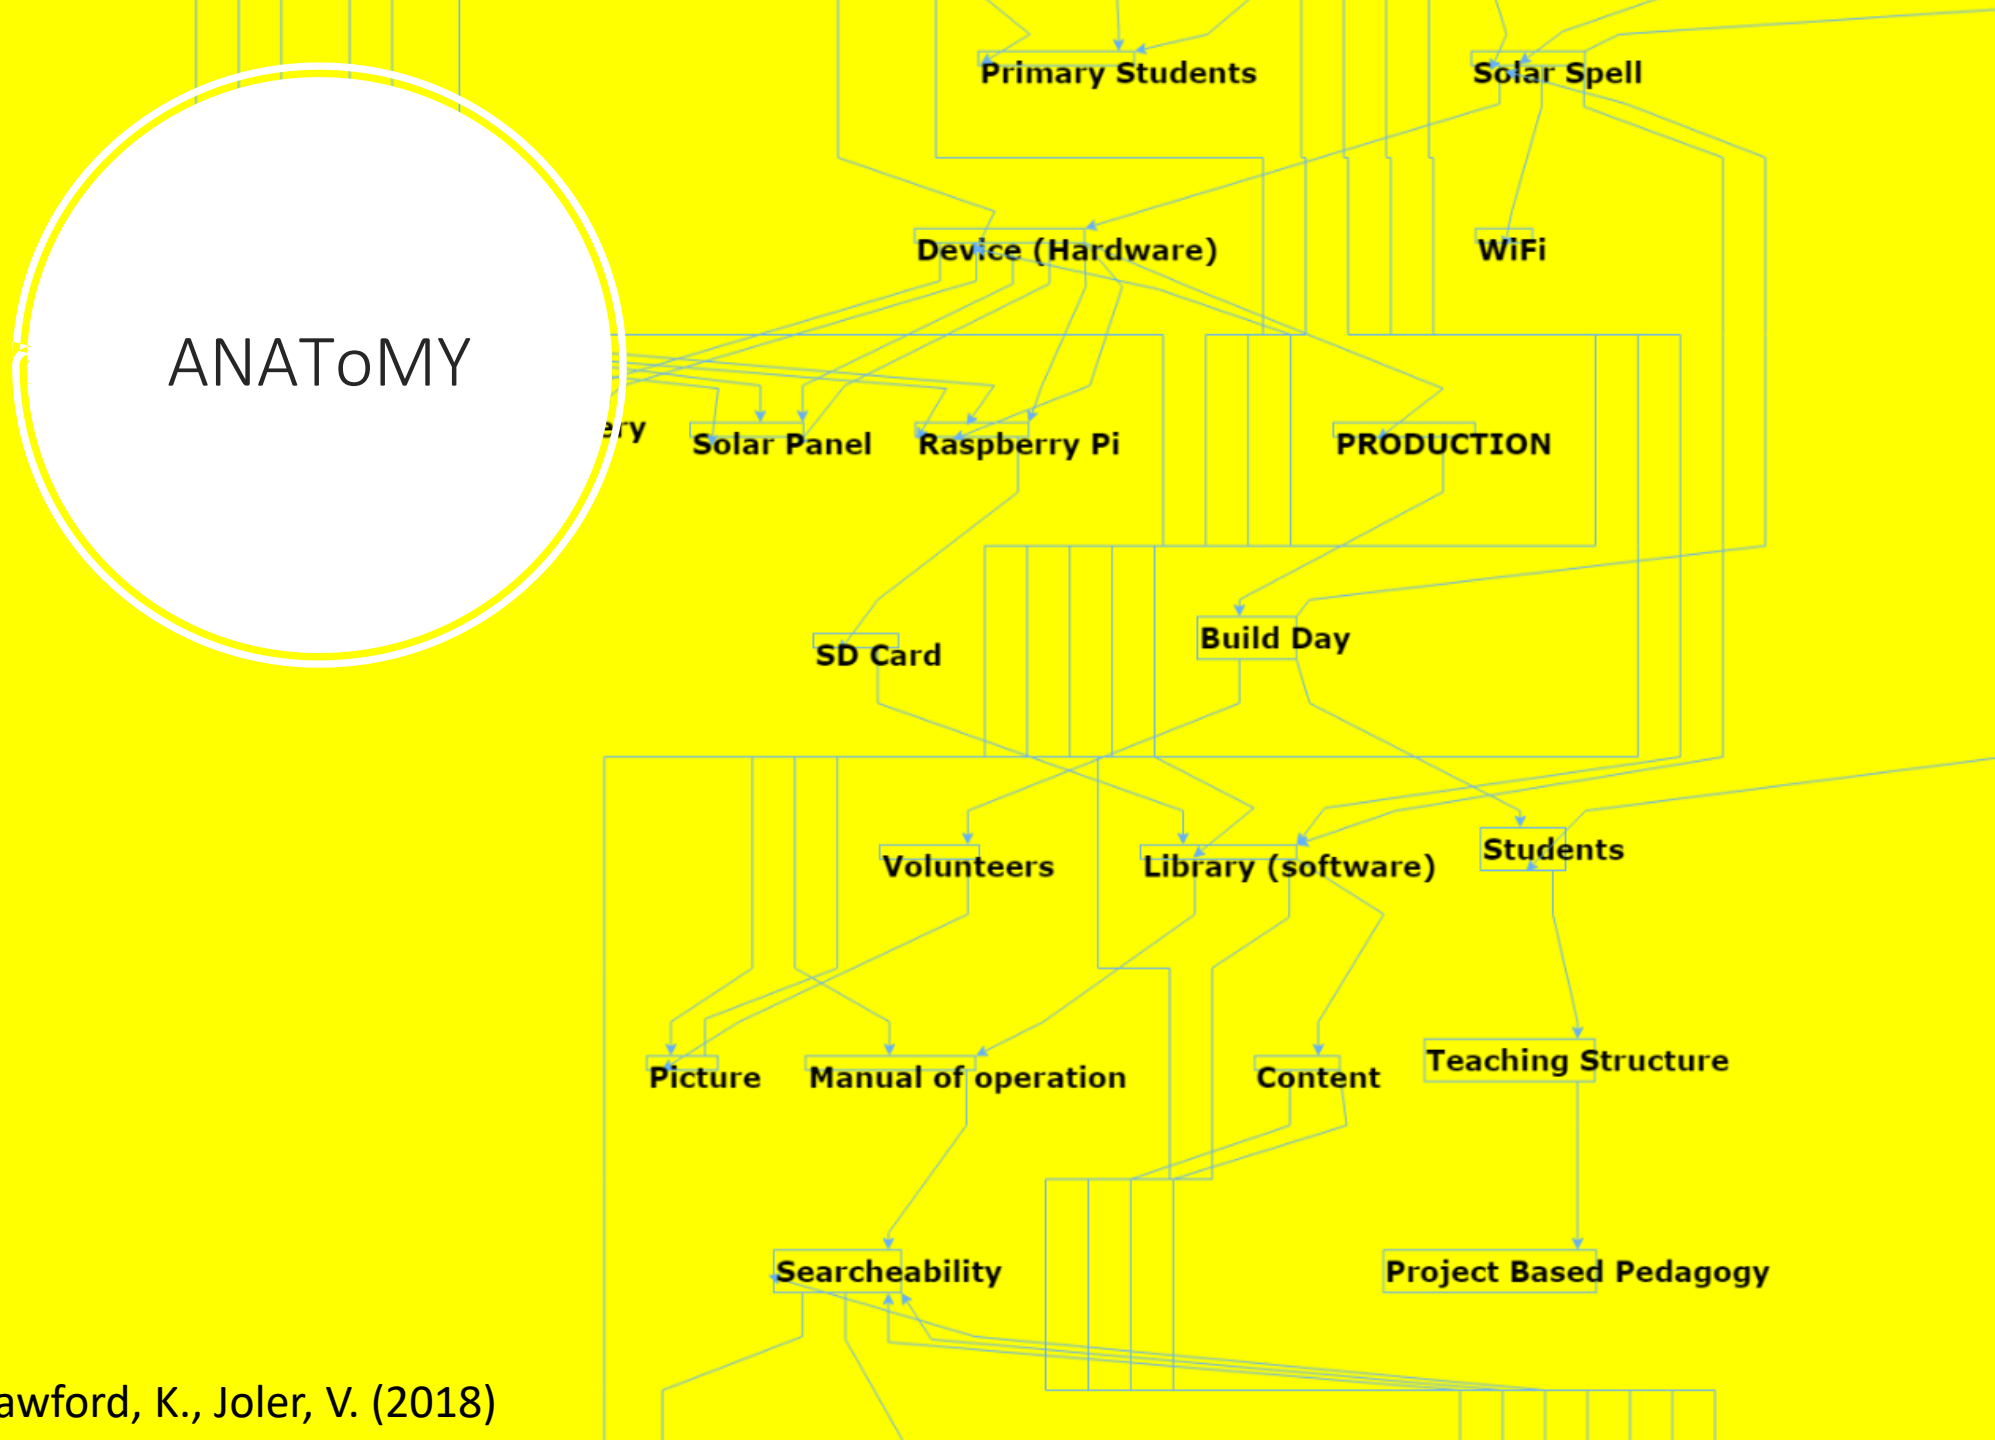 Primary Students
Solar Spell
Device (Hardware)
WiFi
ANAToMY
ery
Solar Panel
Raspberry Pi
PRODUCTION
Build Day
SD Card
Volunteers
Library (software)
Students
Picture
Manual of operation
Content
Teaching Structure
Searcheability
Project Based Pedagogy
awford, K., Joler, V. (2018)